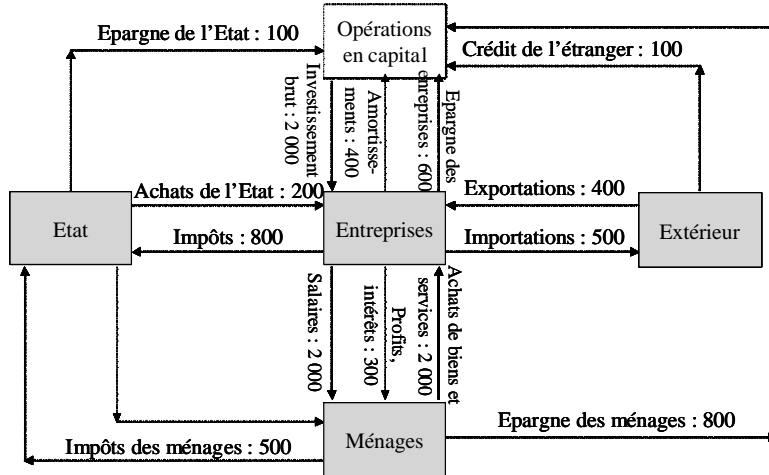 Epargne de l'Etat : 100
Opérations
en capital
Crédit de l'étranger : 100
Investissement
brut : 2 000
Amortisse-
ments : 400
Epargne des
enreprises : 600
Achats de l'Etat : 200
Exportations : 400
Etat
Entreprises
Extérieur
Impôts : 800
Importations : 500
Salaires : 2 000
Profits,
intérêts : 300
Achats de biens et
services : 2 000
Impôts des ménages : 500
Ménages
Epargne des ménages : 800